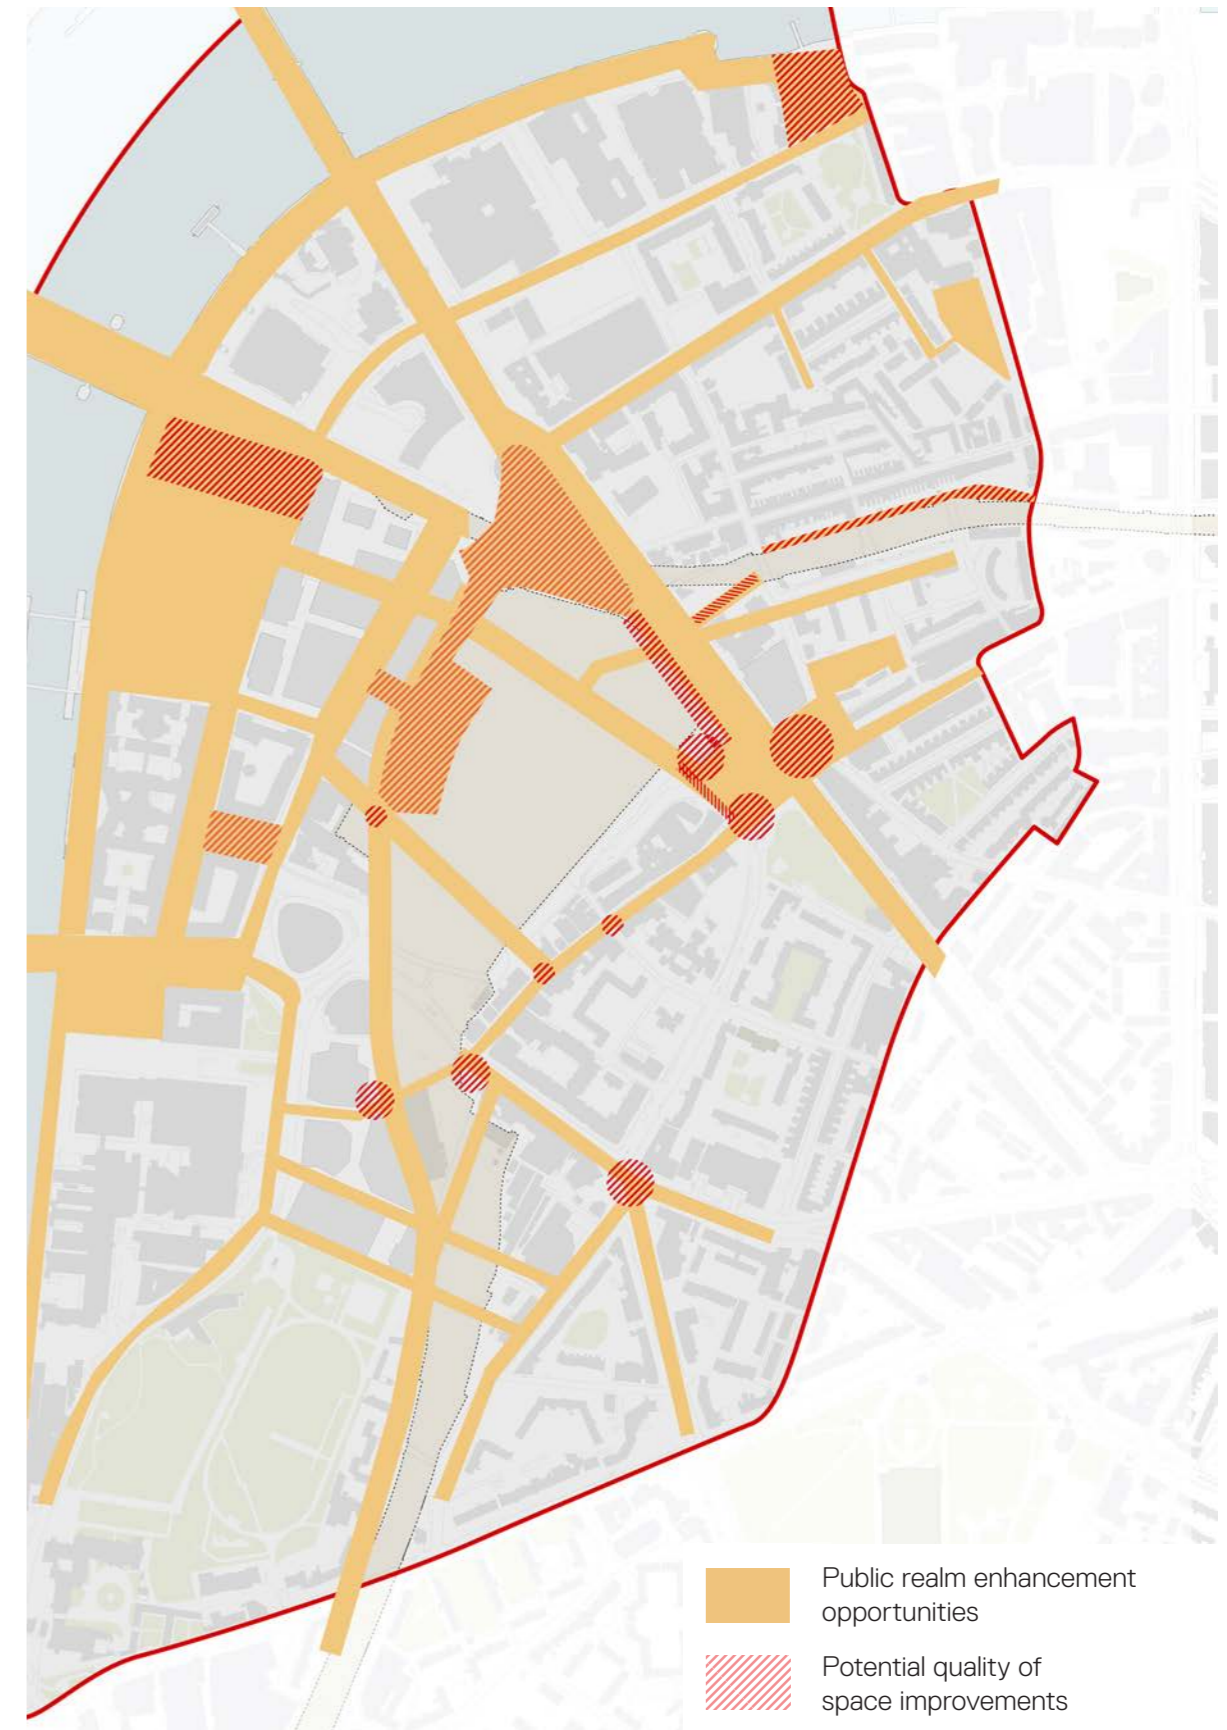 Public realm enhancement
opportunities
Potential quality of
space improvements